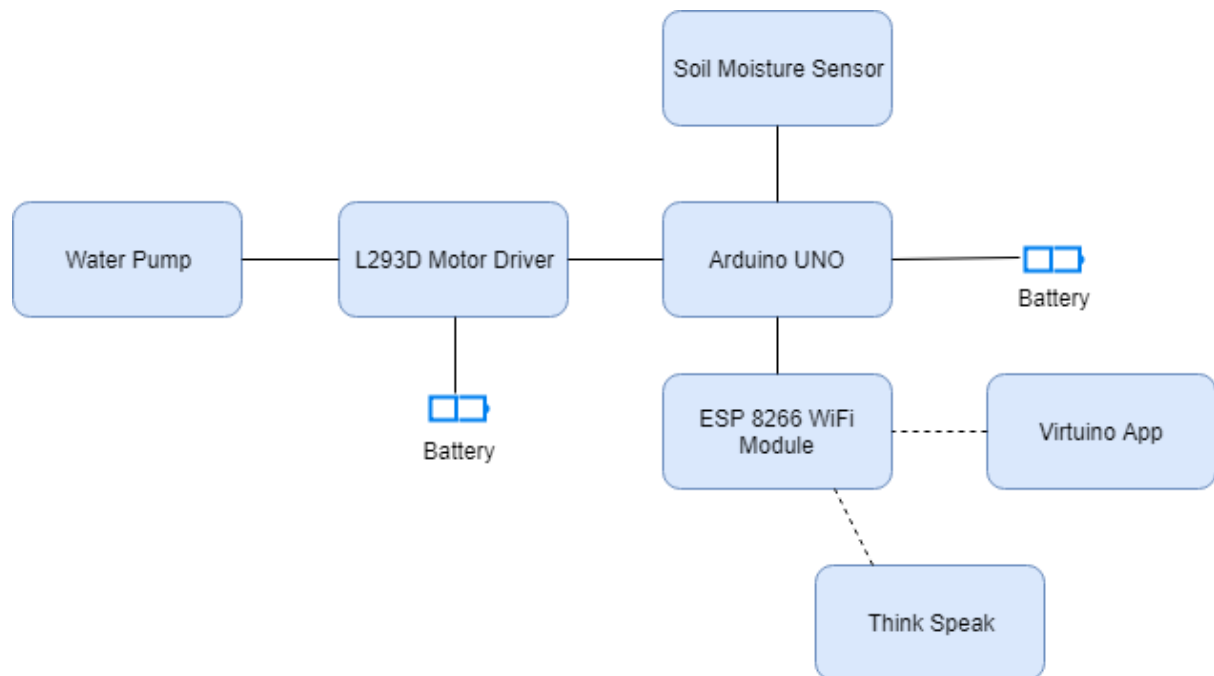 Soil Moisture Sensor
Water Pump
L293D Motor Driver
Arduino UNO
Battery
ESP 8266 WiFi
Module
Virtuino App
Battery
Think Speak